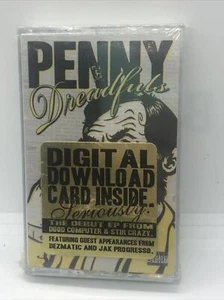 PENNY
Dreadfuls
DIGITAL
DOWNLOAD
CARD INSIDE.
Seriously.
THE DEBUT EP FROM
DOUO COMPUTER & STIR CRAZY.
FEATURING GUEST APPEARANCES FROM
DEZMATIC AND JAK PROGRESSO.